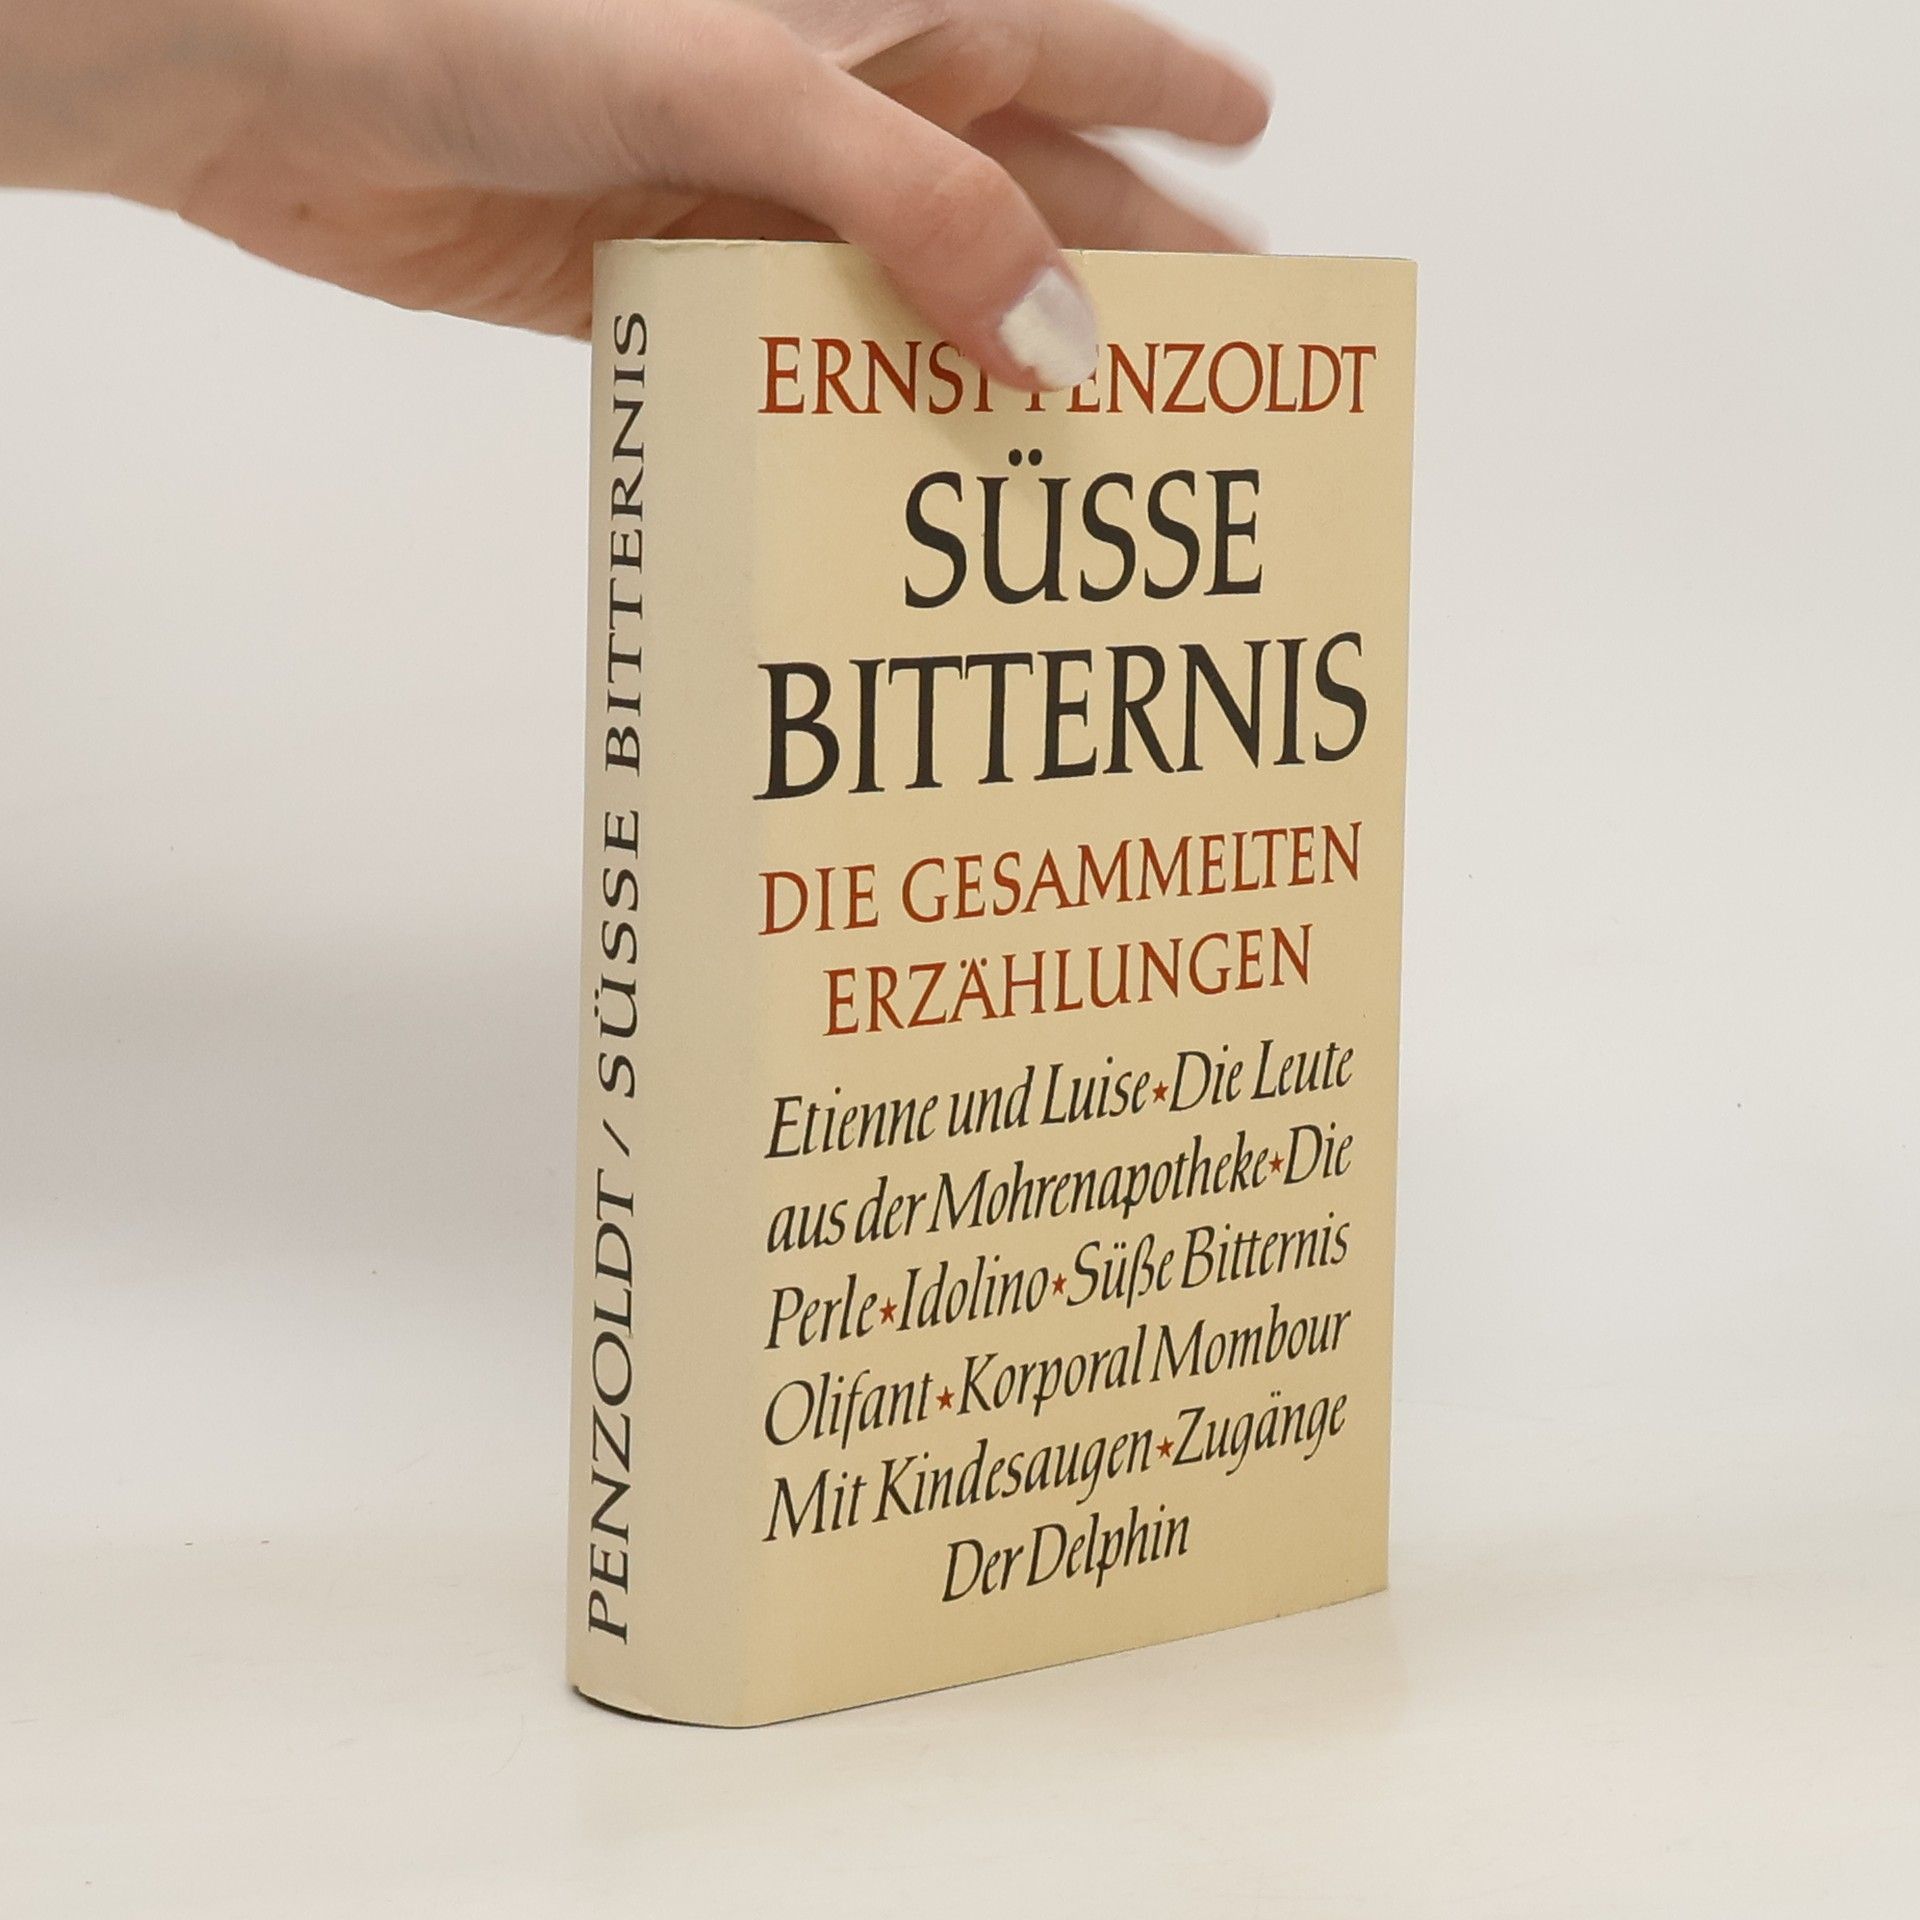 PENZOLDT / SÜSSE BITTERNIS
ERNST PENZOLDT
SÜSSE
BITTERNIS
DIE GESAMMELTEN
ERZÄHLUNGEN
Etienne und Luise★Die Leute
aus der Mohrenapotheke★Die
Perle★Idolino★Süße Bitternis
Olifant★Korporal Mombour
Mit Kindesaugen★Zugänge
Der Delphin